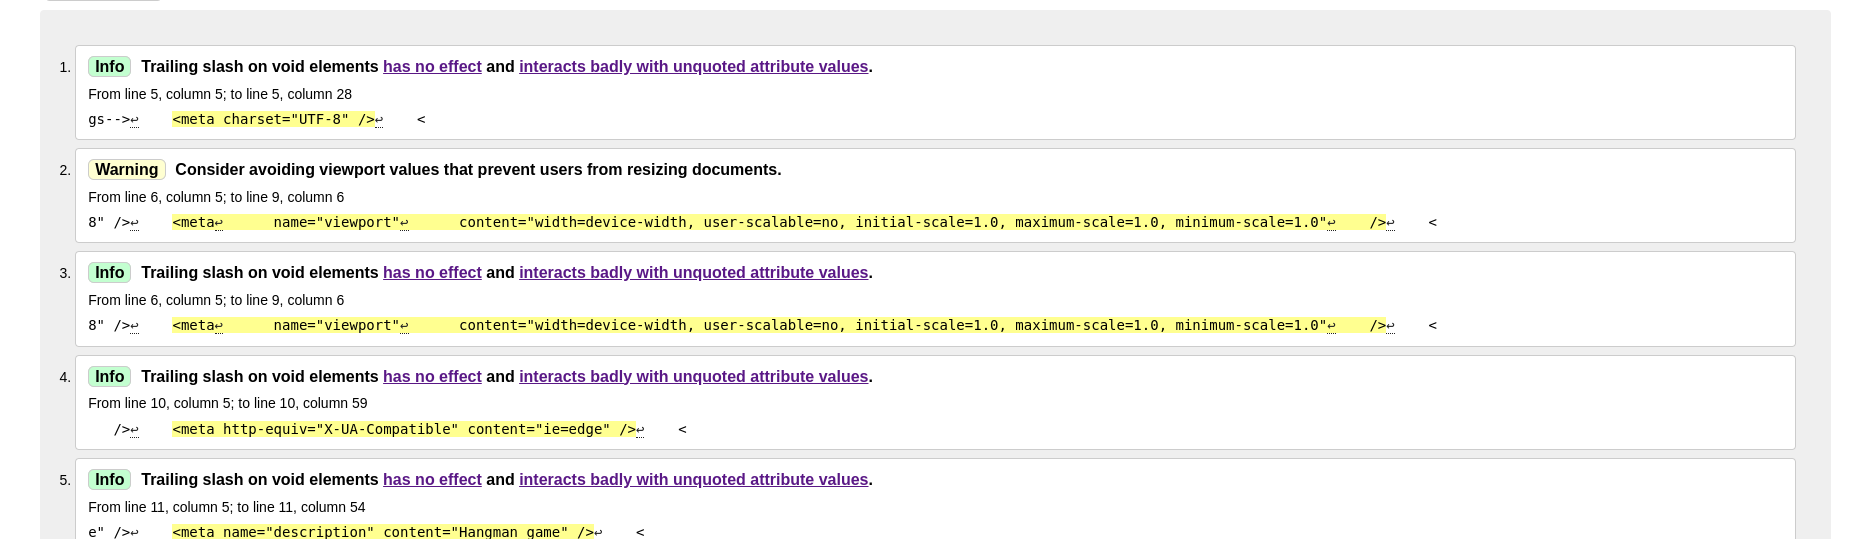 1. Info Trailing slash on void elements has no effect and interacts badly with unquoted attribute values.
From line 5, column 5; to line 5, column 28
gs-->↩    <meta charset="UTF-8" />↩    <
2. Warning Consider avoiding viewport values that prevent users from resizing documents.
From line 6, column 5; to line 9, column 6
8" />↩    <meta↩      name="viewport"↩      content="width=device-width, user-scalable=no, initial-scale=1.0, maximum-scale=1.0, minimum-scale=1.0"↩    />↩    <
3. Info Trailing slash on void elements has no effect and interacts badly with unquoted attribute values.
From line 6, column 5; to line 9, column 6
8" />↩    <meta↩      name="viewport"↩      content="width=device-width, user-scalable=no, initial-scale=1.0, maximum-scale=1.0, minimum-scale=1.0"↩    />↩    <
4. Info Trailing slash on void elements has no effect and interacts badly with unquoted attribute values.
From line 10, column 5; to line 10, column 59
   />↩    <meta http-equiv="X-UA-Compatible" content="ie=edge" />↩    <
5. Info Trailing slash on void elements has no effect and interacts badly with unquoted attribute values.
From line 11, column 5; to line 11, column 54
e" />↩    <meta name="description" content="Hangman game" />↩    <